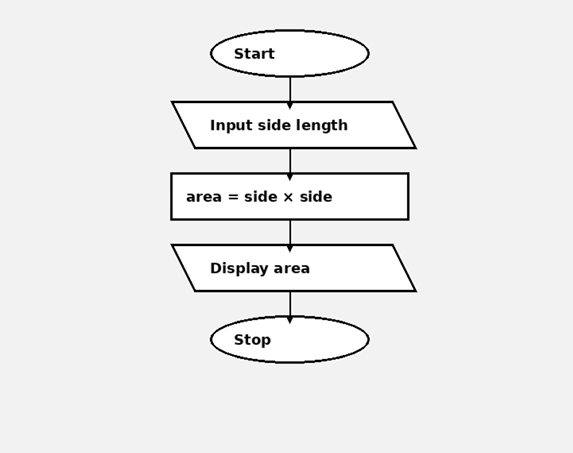 Start
Input side length
area = side × side
Display area
Stop